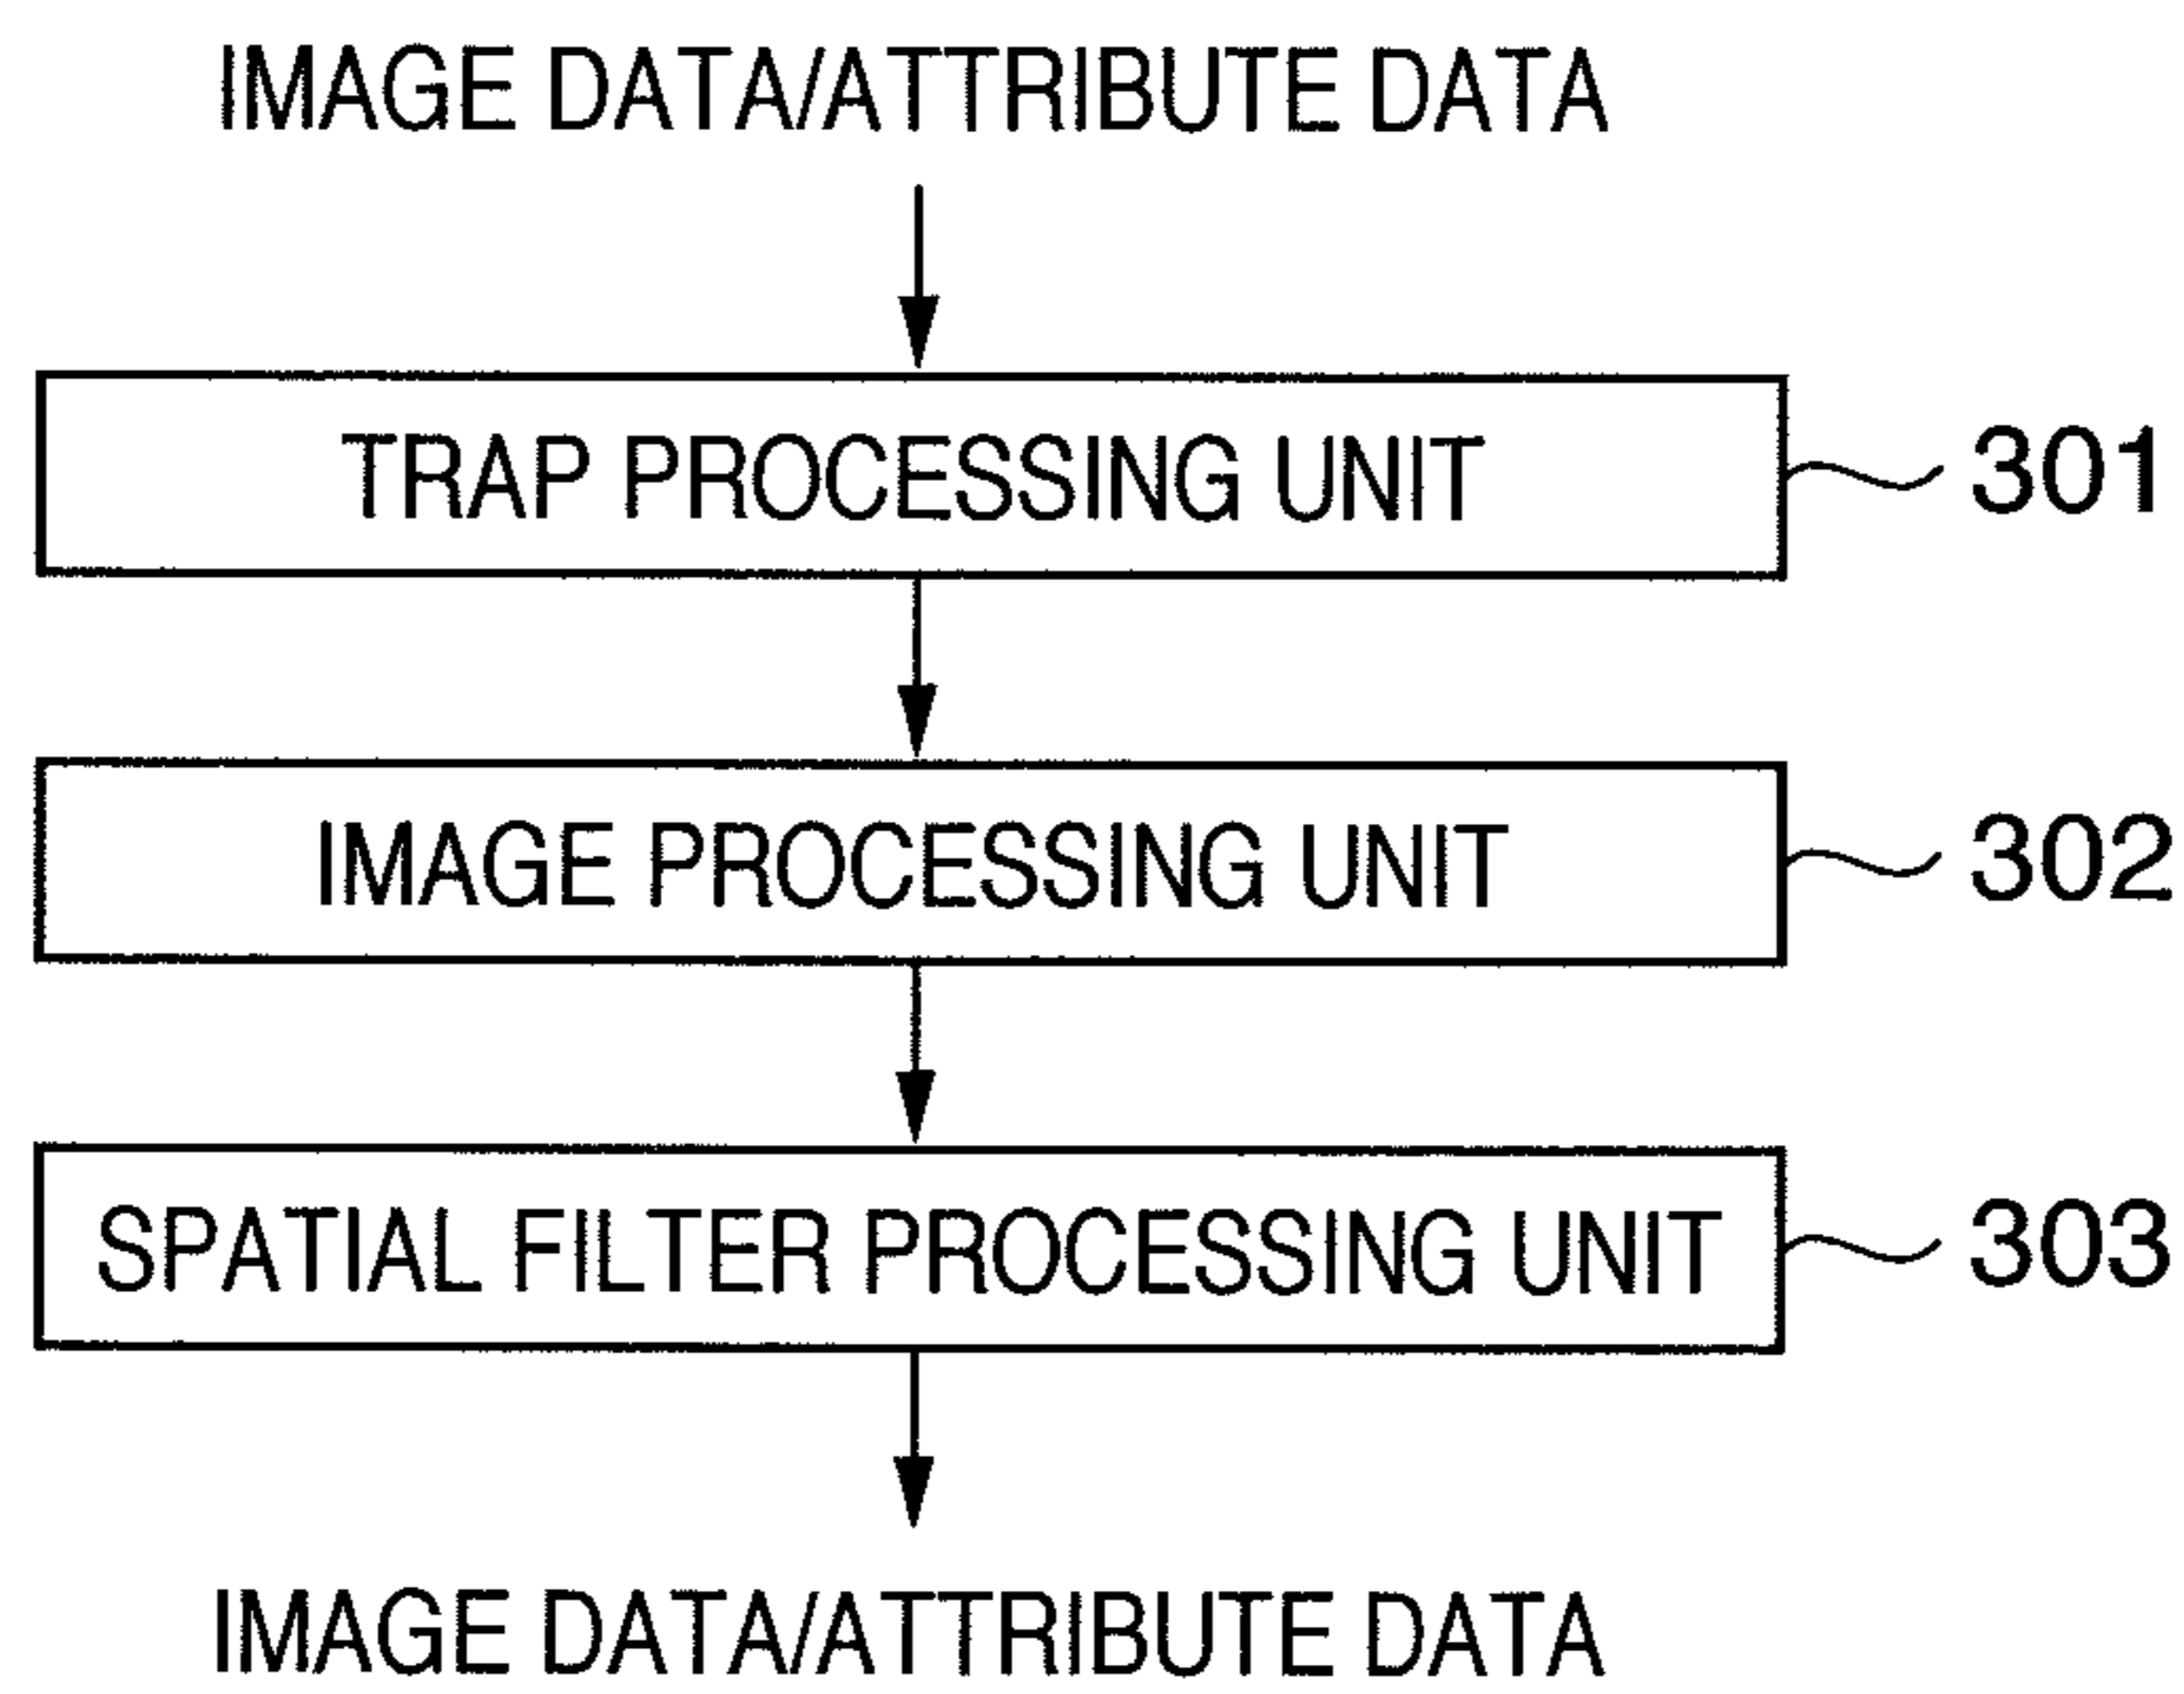 IMAGE DATA/ATTRIBUTE DATA
TRAP PROCESSING UNIT 301
IMAGE PROCESSING UNIT 302
SPATIAL FILTER PROCESSING UNIT 303
IMAGE DATA/ATTRIBUTE DATA